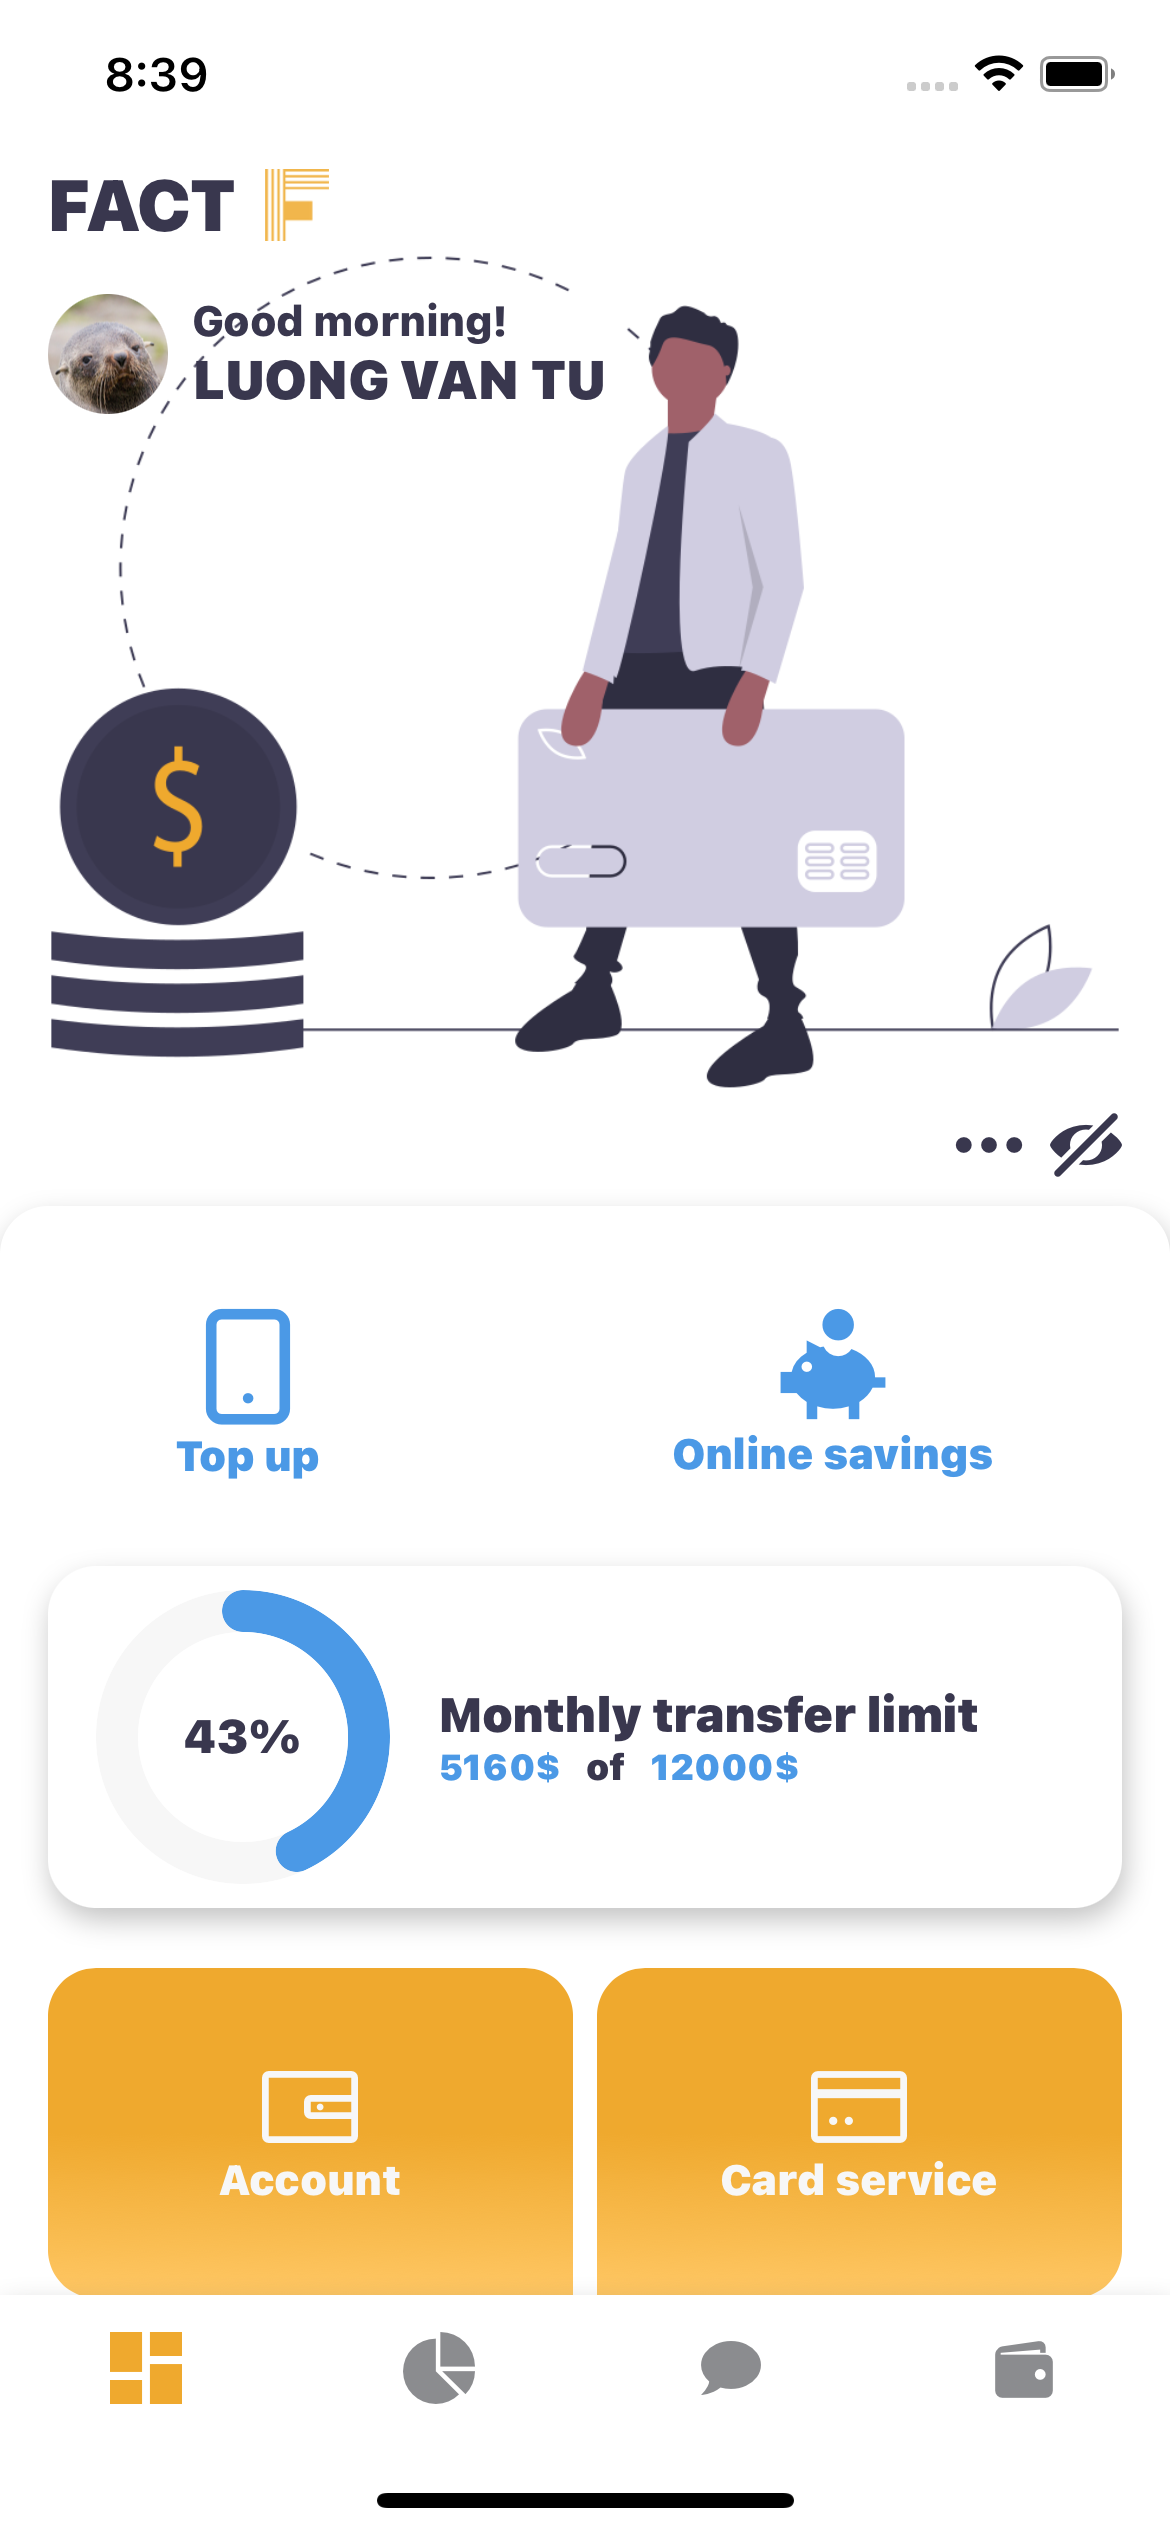 8:39
FACT F
Good morning!
LUONG VAN TU
$
Top up
Online savings
43%
Monthly transfer limit
5160$ of 12000$
Account
Card service